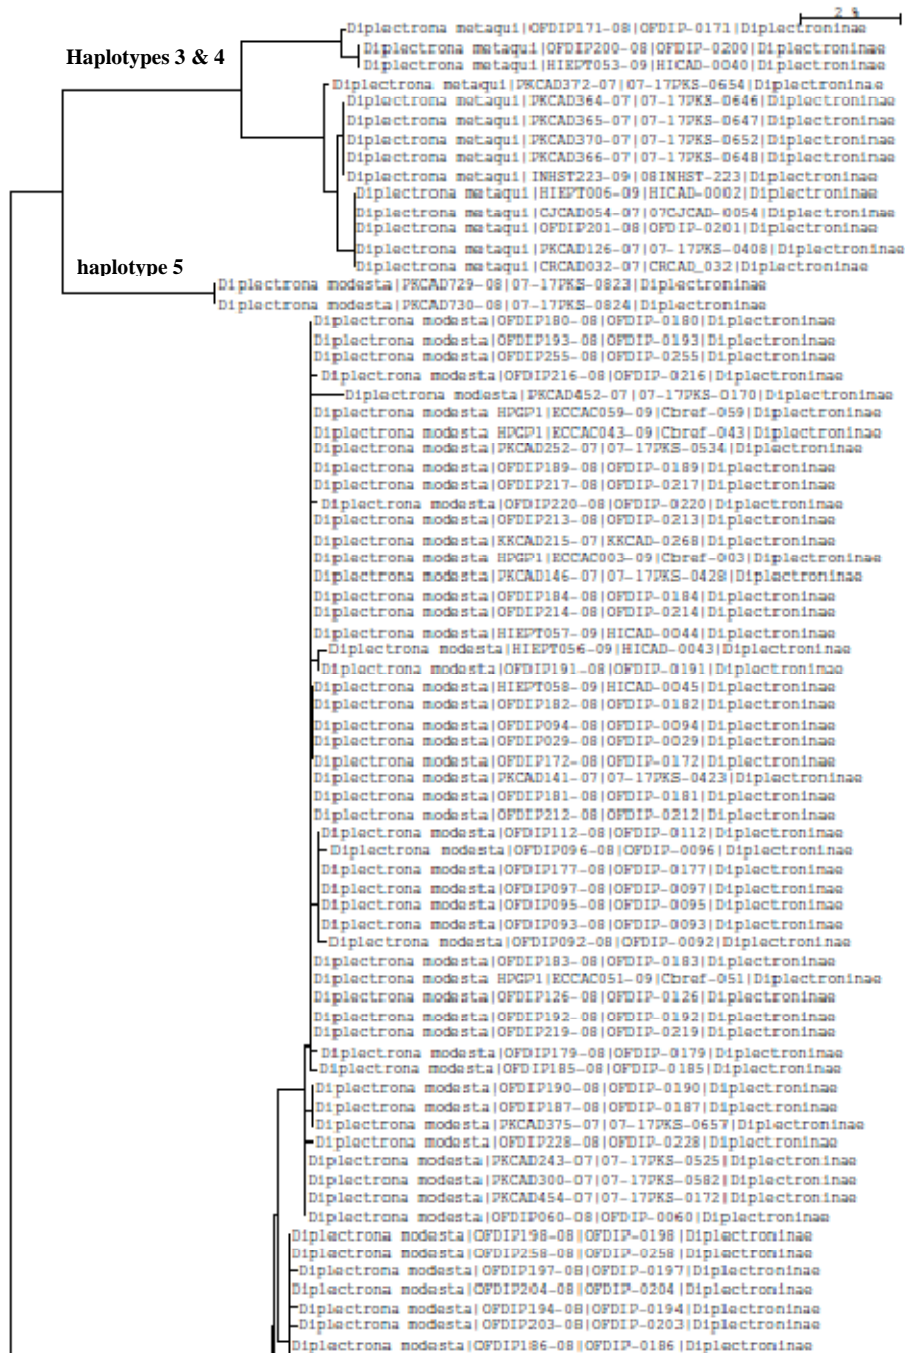 2 %
Diplectrona metaqui|OFDIP171-08|OFDIP-0171|Diplectroninae
Haplotypes 3 & 4
Diplectrona metaqui|OFDIP200-08|OFDIP-0200|Diplectroninae
Diplectrona metaqui|HIEPT053-09|HICAD-0040|Diplectroninae
Diplectrona metaqui|PKCAD372-07|07-17PKS-0654|Diplectroninae
Diplectrona metaqui|PKCAD364-07|07-17PKS-0646|Diplectroninae
Diplectrona metaqui|PKCAD365-07|07-17PKS-0647|Diplectroninae
Diplectrona metaqui|PKCAD370-07|07-17PKS-0652|Diplectroninae
Diplectrona metaqui|PKCAD366-07|07-17PKS-0648|Diplectroninae
Diplectrona metaqui|INHST223-09|08INHST-223|Diplectroninae
Diplectrona metaqui|HIEPT006-09|HICAD-0002|Diplectroninae
Diplectrona metaqui|CJCAD054-07|07CJCAD-0054|Diplectroninae
Diplectrona metaqui|OFDIP201-08|OFDIP-0201|Diplectroninae
Diplectrona metaqui|PKCAD126-07|07-17PKS-0408|Diplectroninae
haplotype 5
Diplectrona metaqui|CRCAD032-07|CRCAD_032|Diplectroninae
Diplectrona modesta|PKCAD729-08|07-17PKS-0823|Diplectroninae
Diplectrona modesta|PKCAD730-08|07-17PKS-0824|Diplectroninae
Diplectrona modesta|OFDIP180-08|OFDIP-0180|Diplectroninae
Diplectrona modesta|OFDIP193-08|OFDIP-0193|Diplectroninae
Diplectrona modesta|OFDIP255-08|OFDIP-0255|Diplectroninae
Diplectrona modesta|OFDIP216-08|OFDIP-0216|Diplectroninae
Diplectrona modesta|PKCAD452-07|07-17PKS-0170|Diplectroninae
Diplectrona modesta HPGP1|ECCAC059-09|Cbref-059|Diplectroninae
Diplectrona modesta HPGP1|ECCAC043-09|Cbref-043|Diplectroninae
Diplectrona modesta|PKCAD252-07|07-17PKS-0534|Diplectroninae
Diplectrona modesta|OFDIP189-08|OFDIP-0189|Diplectroninae
Diplectrona modesta|OFDIP217-08|OFDIP-0217|Diplectroninae
Diplectrona modesta|OFDIP220-08|OFDIP-0220|Diplectroninae
Diplectrona modesta|OFDIP213-08|OFDIP-0213|Diplectroninae
Diplectrona modesta|KKCAD215-07|KKCAD-0268|Diplectroninae
Diplectrona modesta HPGP1|ECCAC003-09|Cbref-003|Diplectroninae
Diplectrona modesta|PKCAD146-07|07-17PKS-0428|Diplectroninae
Diplectrona modesta|OFDIP184-08|OFDIP-0184|Diplectroninae
Diplectrona modesta|OFDIP214-08|OFDIP-0214|Diplectroninae
Diplectrona modesta|HIEPT057-09|HICAD-0044|Diplectroninae
Diplectrona modesta|HIEPT056-09|HICAD-0043|Diplectroninae
Diplectrona modesta|OFDIP191-08|OFDIP-0191|Diplectroninae
Diplectrona modesta|HIEPT058-09|HICAD-0045|Diplectroninae
Diplectrona modesta|OFDIP182-08|OFDIP-0182|Diplectroninae
Diplectrona modesta|OFDIP094-08|OFDIP-0094|Diplectroninae
Diplectrona modesta|OFDIP029-08|OFDIP-0029|Diplectroninae
Diplectrona modesta|OFDIP172-08|OFDIP-0172|Diplectroninae
Diplectrona modesta|PKCAD141-07|07-17PKS-0423|Diplectroninae
Diplectrona modesta|OFDIP181-08|OFDIP-0181|Diplectroninae
Diplectrona modesta|OFDIP212-08|OFDIP-0212|Diplectroninae
Diplectrona modesta|OFDIP112-08|OFDIP-0112|Diplectroninae
Diplectrona modesta|OFDIP096-08|OFDIP-0096|Diplectroninae
Diplectrona modesta|OFDIP177-08|OFDIP-0177|Diplectroninae
Diplectrona modesta|OFDIP097-08|OFDIP-0097|Diplectroninae
Diplectrona modesta|OFDIP095-08|OFDIP-0095|Diplectroninae
Diplectrona modesta|OFDIP093-08|OFDIP-0093|Diplectroninae
Diplectrona modesta|OFDIP092-08|OFDIP-0092|Diplectroninae
Diplectrona modesta|OFDIP183-08|OFDIP-0183|Diplectroninae
Diplectrona modesta HPGP1|ECCAC051-09|Cbref-051|Diplectroninae
Diplectrona modesta|OFDIP126-08|OFDIP-0126|Diplectroninae
Diplectrona modesta|OFDIP192-08|OFDIP-0192|Diplectroninae
Diplectrona modesta|OFDIP219-08|OFDIP-0219|Diplectroninae
Diplectrona modesta|OFDIP179-08|OFDIP-0179|Diplectroninae
Diplectrona modesta|OFDIP185-08|OFDIP-0185|Diplectroninae
Diplectrona modesta|OFDIP190-08|OFDIP-0190|Diplectroninae
Diplectrona modesta|OFDIP187-08|OFDIP-0187|Diplectroninae
Diplectrona modesta|PKCAD375-07|07-17PKS-0657|Diplectroninae
Diplectrona modesta|OFDIP228-08|OFDIP-0228|Diplectroninae
Diplectrona modesta|PKCAD243-07|07-17PKS-0525|Diplectroninae
Diplectrona modesta|PKCAD300-07|07-17PKS-0582|Diplectroninae
Diplectrona modesta|PKCAD454-07|07-17PKS-0172|Diplectroninae
Diplectrona modesta|OFDIP060-08|OFDIP-0060|Diplectroninae
Diplectrona modesta|OFDIP198-08|OFDIP-0198|Diplectroninae
Diplectrona modesta|OFDIP258-08|OFDIP-0258|Diplectroninae
Diplectrona modesta|OFDIP197-08|OFDIP-0197|Diplectroninae
Diplectrona modesta|OFDIP204-08|OFDIP-0204|Diplectroninae
Diplectrona modesta|OFDIP194-08|OFDIP-0194|Diplectroninae
Diplectrona modesta|OFDIP203-08|OFDIP-0203|Diplectroninae
Diplectrona modesta|OFDIP186-08|OFDIP-0186|Diplectroninae